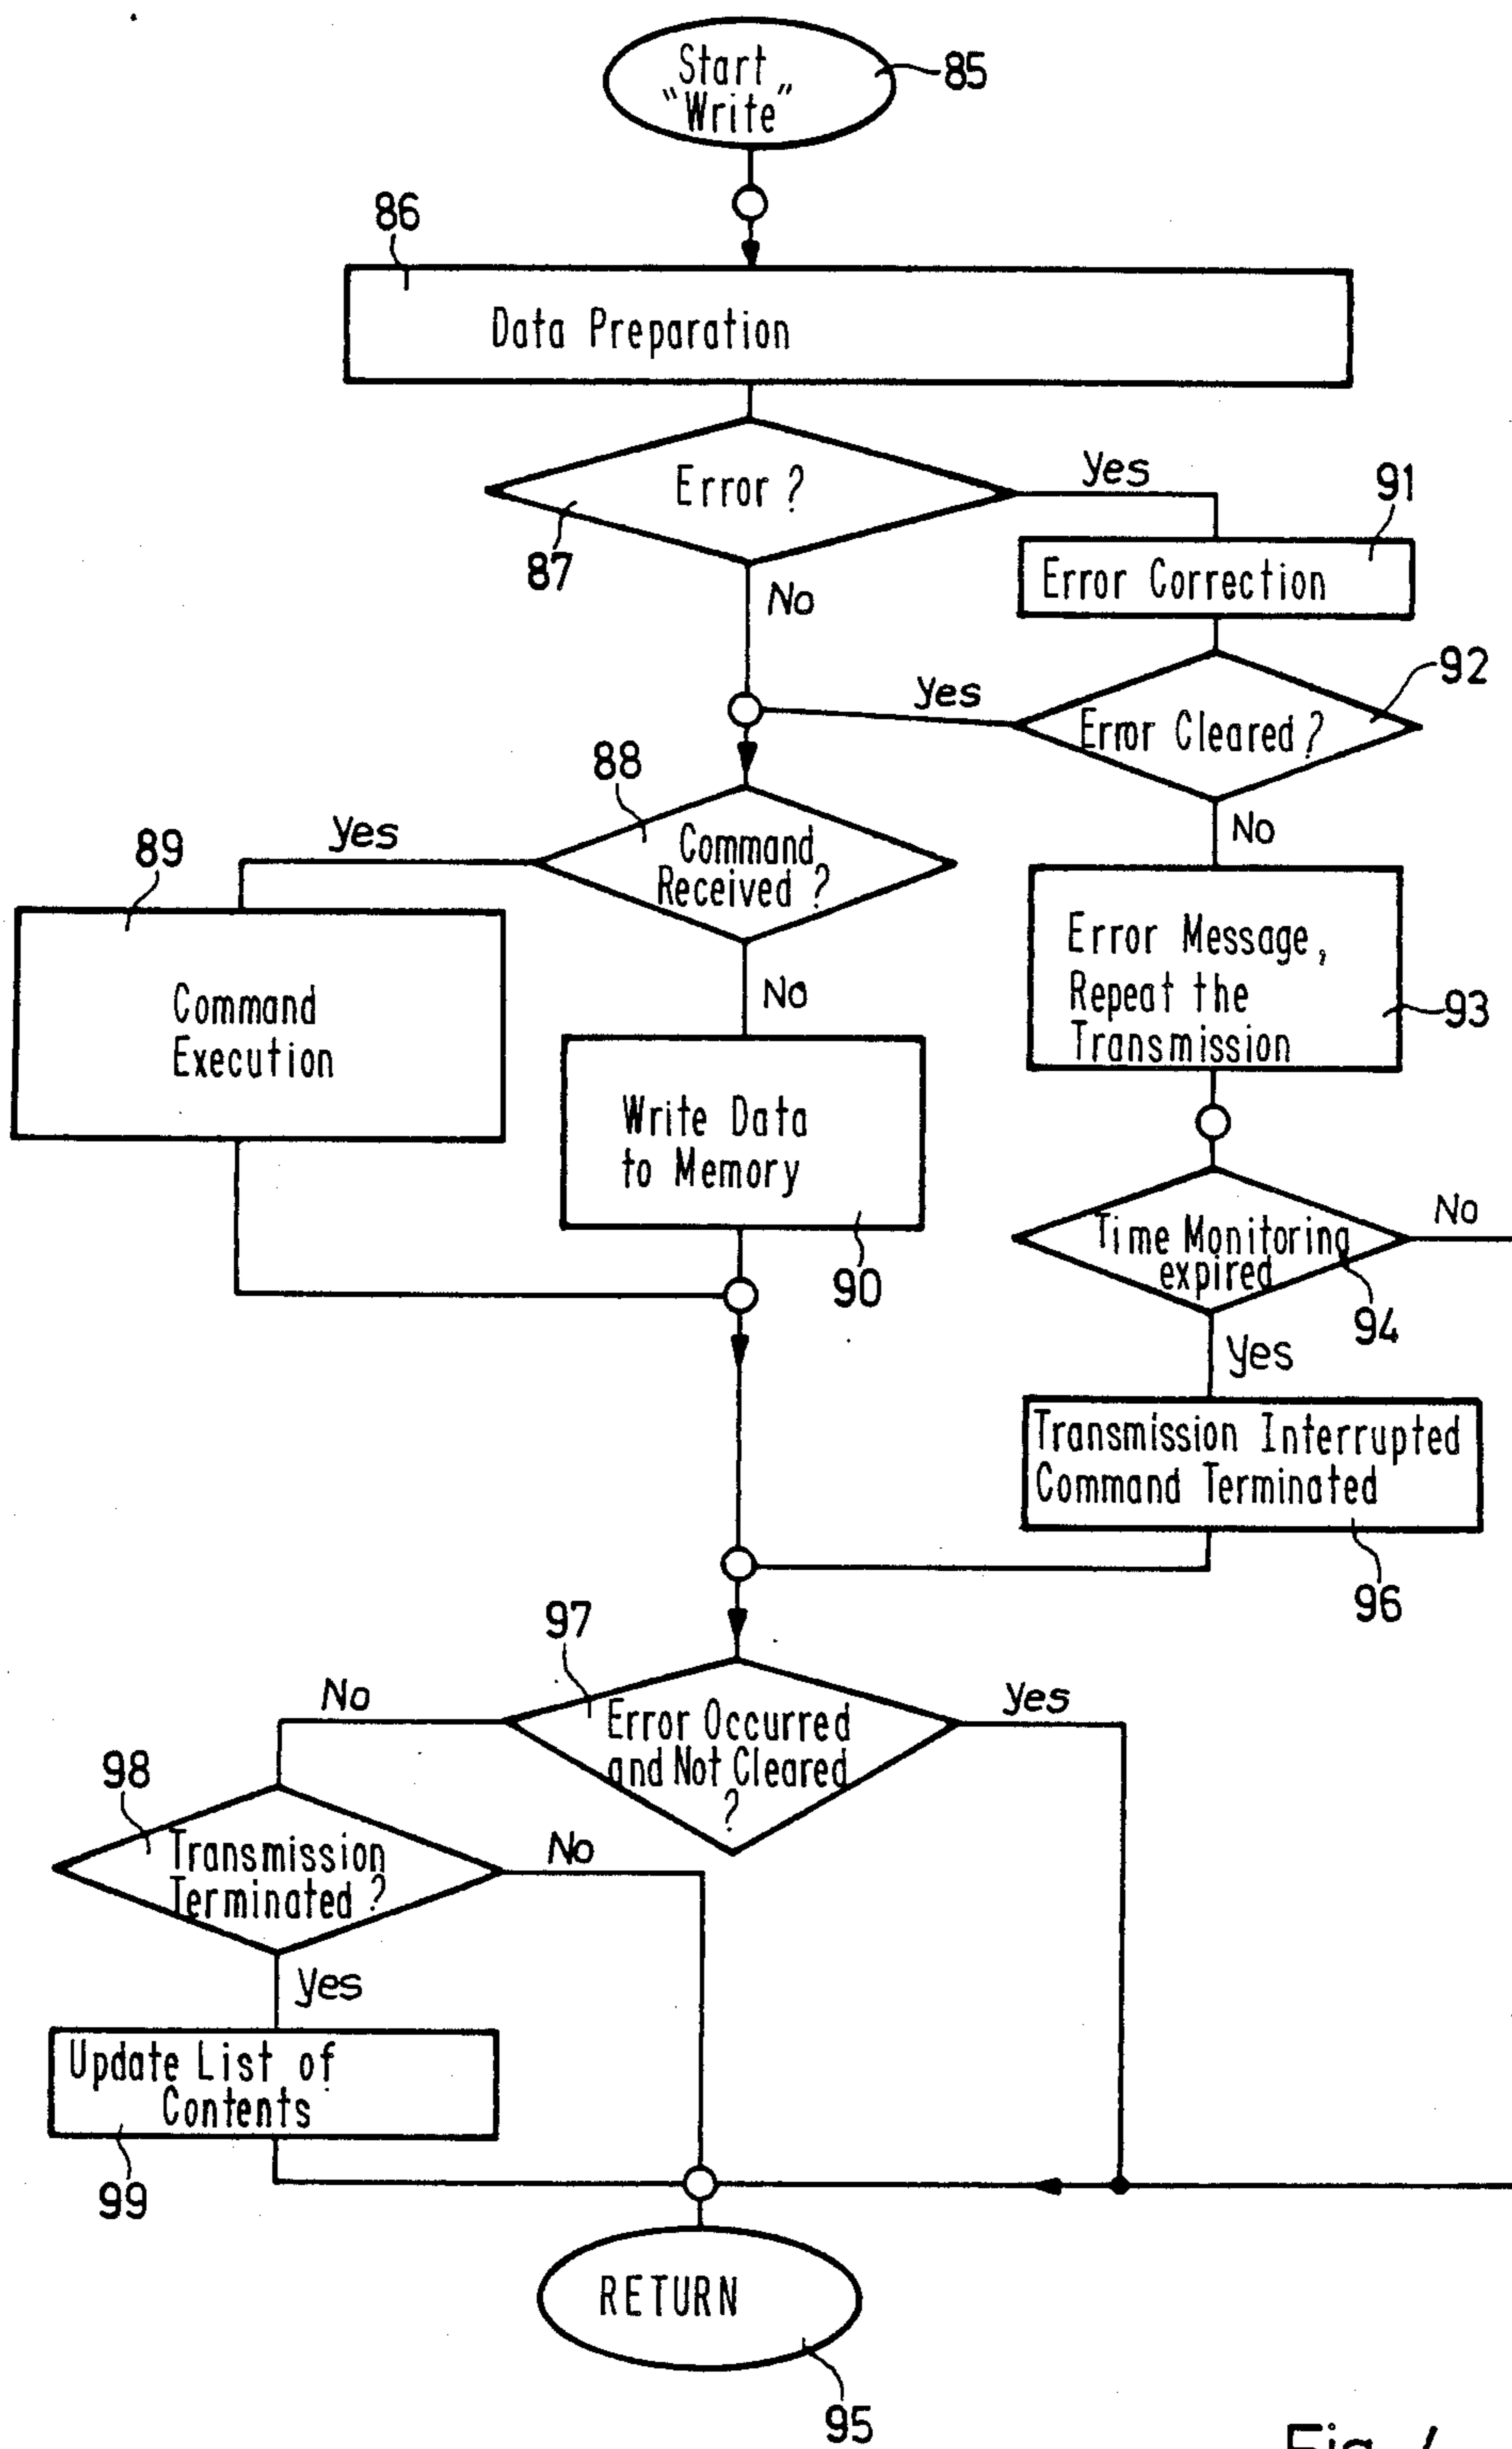 Start
"Write"
85
86
Data Preparation
Error ?
Yes
87
91
Error Correction
No
Yes
92
Error Cleared ?
88
Yes
Command
Received ?
No
89
Command
Execution
No
Error Message,
Repeat the
Transmission
93
Write Data
to Memory
90
Time Monitoring
expired
No
94
Yes
Transmission Interrupted
Command Terminated
96
97
No
Error Occurred
and Not Cleared
?
Yes
98
Transmission
Terminated ?
No
Yes
Update List of
Contents
99
RETURN
95
Fig.